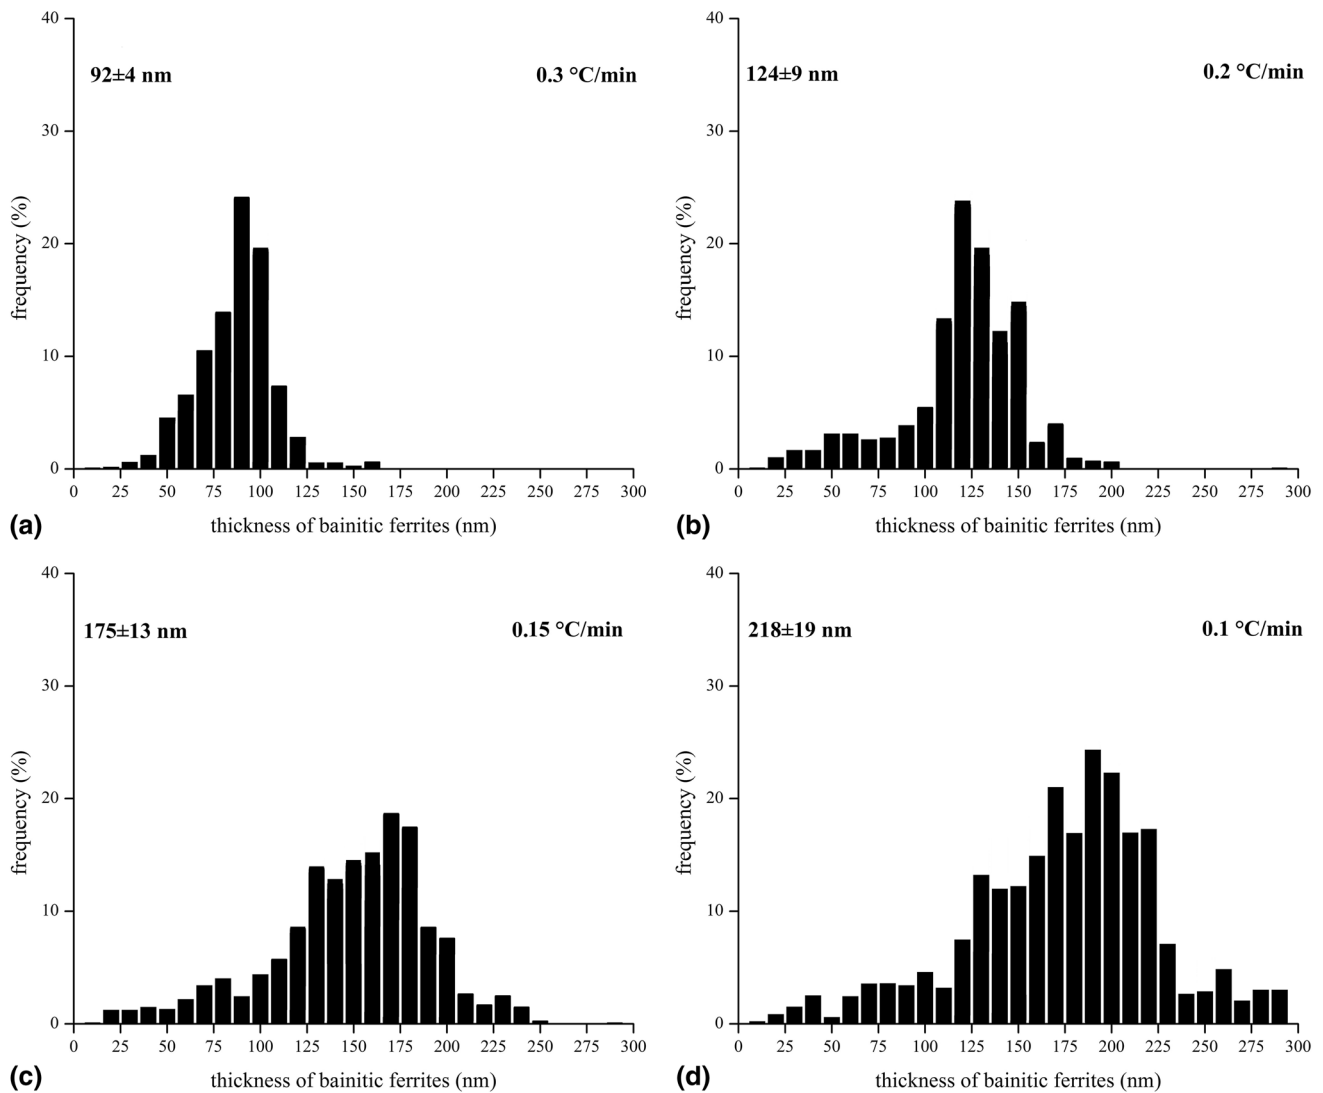 40
92±4 nm
0.3 °C/min
30
20
10
0
frequency (%)
0 25 50 75 100 125 150 175 200 225 250 275 300
(a)
thickness of bainitic ferrites (nm)
40
124±9 nm
0.2 °C/min
30
20
10
0
frequency (%)
0 25 50 75 100 125 150 175 200 225 250 275 300
(b)
thickness of bainitic ferrites (nm)
40
175±13 nm
0.15 °C/min
30
20
10
0
frequency (%)
0 25 50 75 100 125 150 175 200 225 250 275 300
(c)
thickness of bainitic ferrites (nm)
40
218±19 nm
0.1 °C/min
30
20
10
0
frequency (%)
0 25 50 75 100 125 150 175 200 225 250 275 300
(d)
thickness of bainitic ferrites (nm)